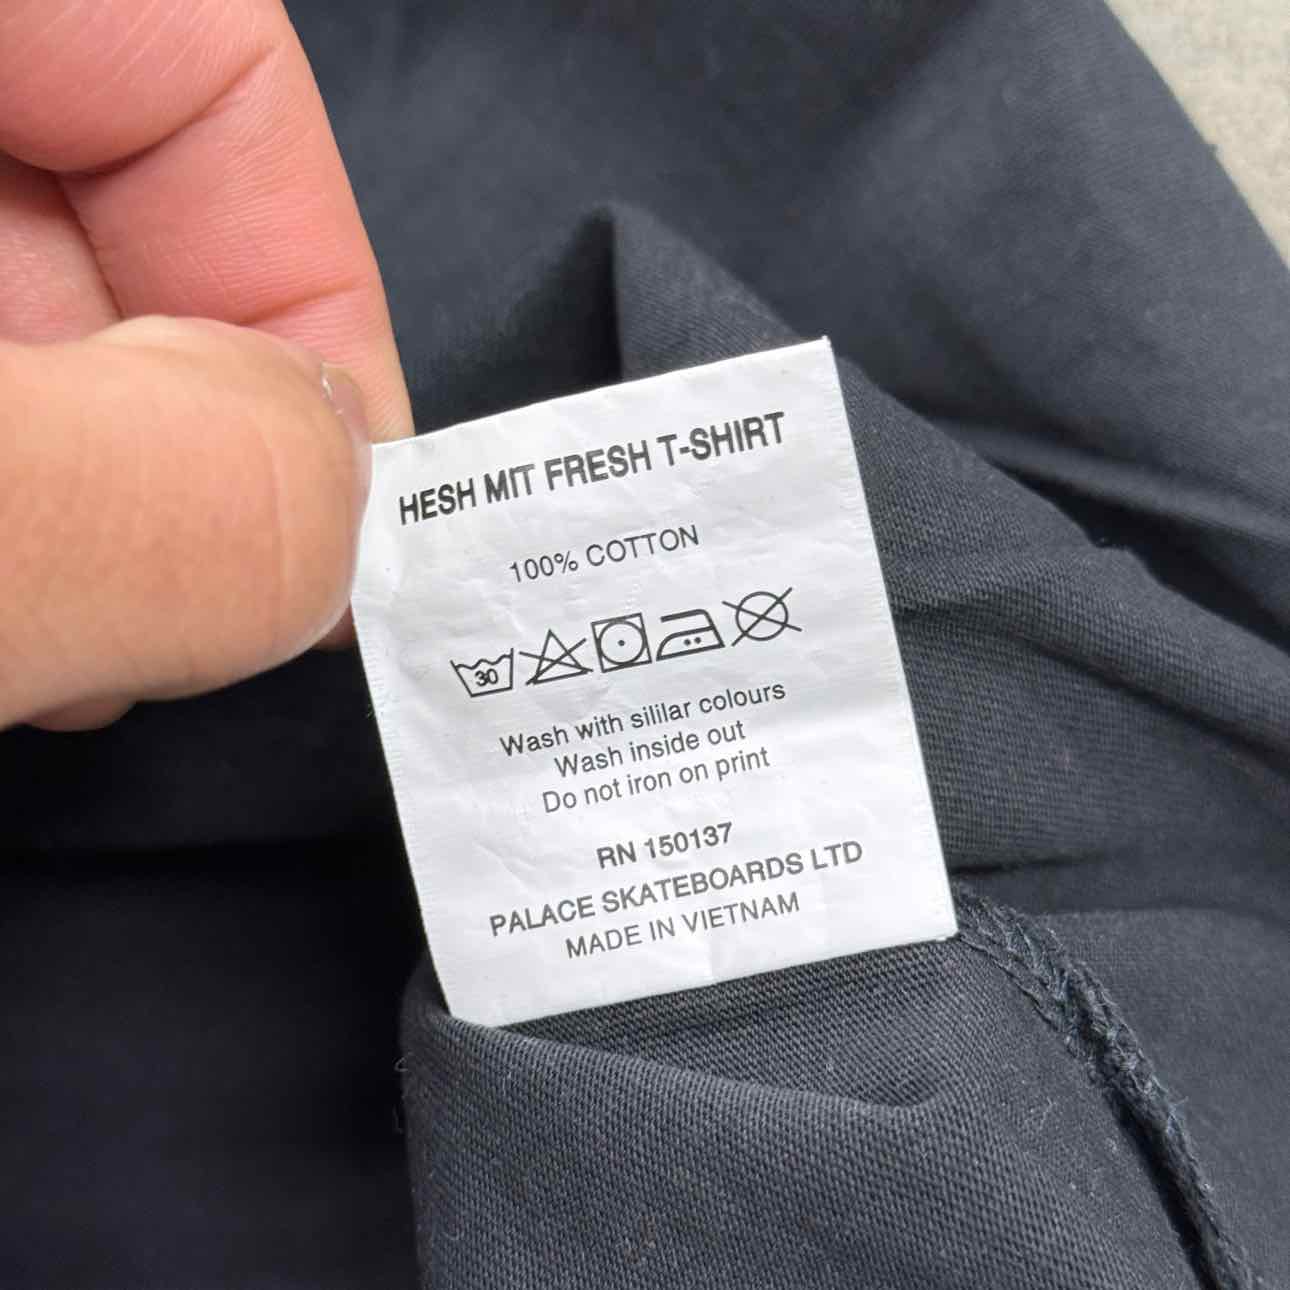 HESH MIT FRESH T-SHIRT
100% COTTON
30
Wash with sililar colours
Wash inside out
Do not iron on print
RN 150137
PALACE SKATEBOARDS LTD
MADE IN VIETNAM